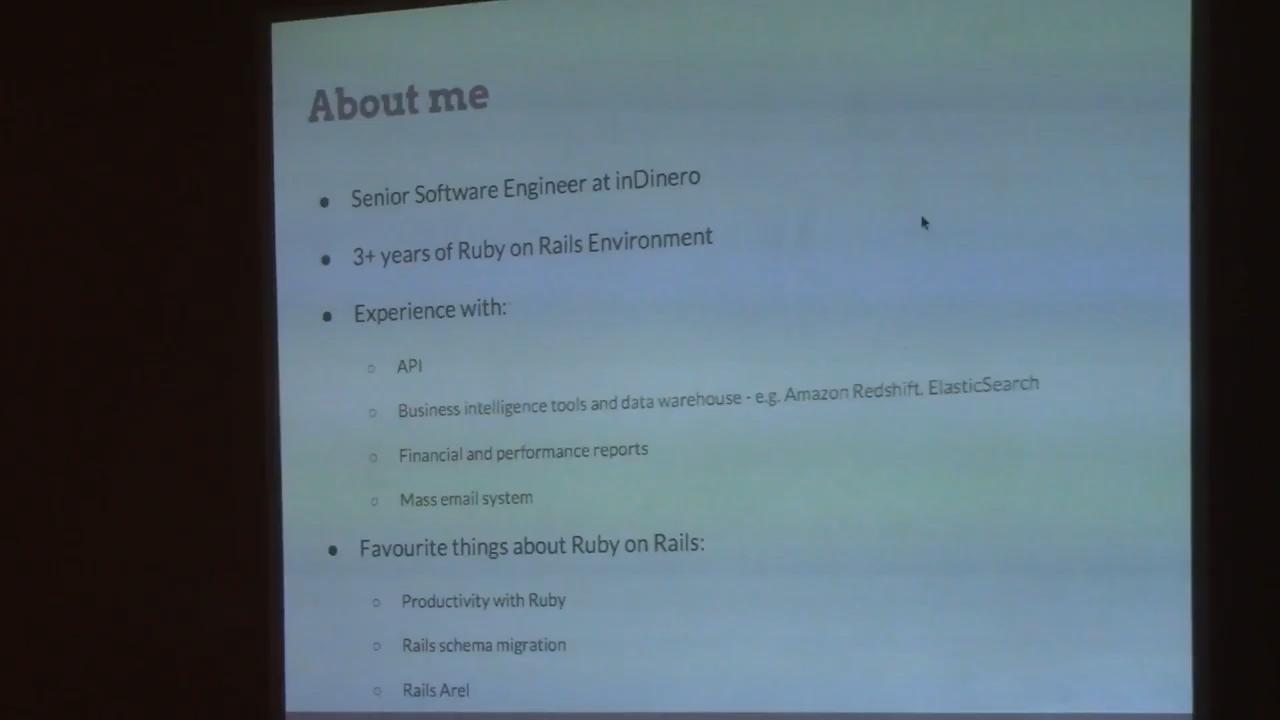 About me
● Senior Software Engineer at inDinero
● 3+ years of Ruby on Rails Environment
● Experience with:
○ API
○ Business intelligence tools and data warehouse - e.g. Amazon Redshift, ElasticSearch
○ Financial and performance reports
○ Mass email system
● Favourite things about Ruby on Rails:
○ Productivity with Ruby
○ Rails schema migration
○ Rails Arel